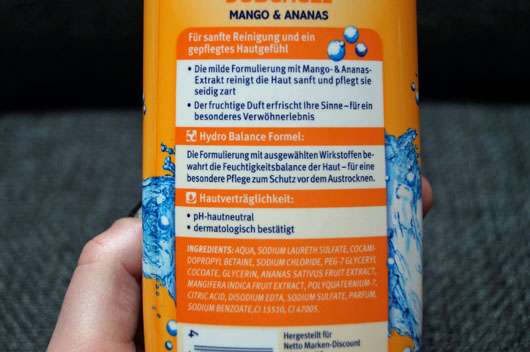 DUSCHGEL
MANGO & ANANAS
Für sanfte Reinigung und ein
gepflegtes Hautgefühl
• Die milde Formulierung mit Mango- & Ananas-
Extrakt reinigt die Haut sanft und pflegt sie
seidig zart
• Der fruchtige Duft erfrischt Ihre Sinne – für ein
besonderes Verwöhnerlebnis
Hydro Balance Formel:
Die Formulierung mit ausgewählten Wirkstoffen be-
wahrt die Feuchtigkeitsbalance der Haut – für eine
besondere Pflege zum Schutz vor dem Austrocknen.
Hautverträglichkeit:
• pH-hautneutral
• dermatologisch bestätigt
INGREDIENTS: AQUA, SODIUM LAURETH SULFATE, COCAMI-
DOPROPYL BETAINE, SODIUM CHLORIDE, PEG-7 GLYCERYL
COCOATE, GLYCERIN, ANANAS SATIVUS FRUIT EXTRACT,
MANGIFERA INDICA FRUIT EXTRACT, POLYQUATERNIUM-7,
CITRIC ACID, DISODIUM EDTA, SODIUM SULFATE, PARFUM,
SODIUM BENZOATE, CI 15510, CI 47005.
4
Hergestellt für
Netto Marken-Discount